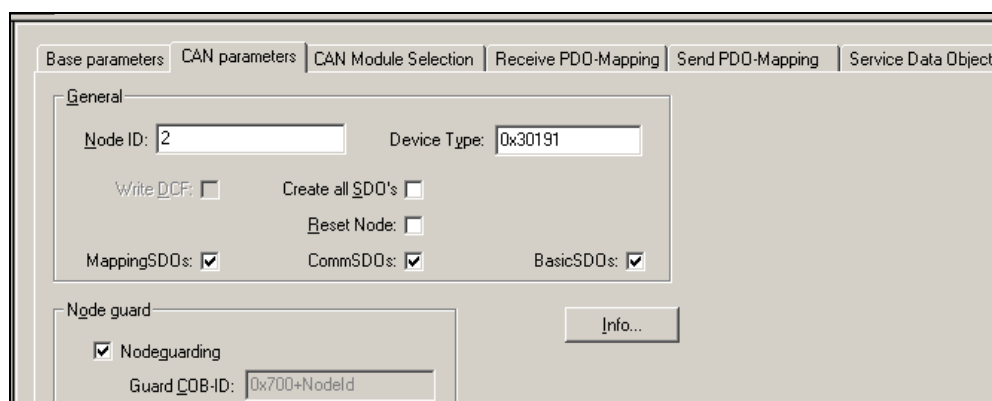 Base parameters CAN parameters CAN Module Selection Receive PDO-Mapping Send PDO-Mapping Service Data Object
General
Node ID: 2 Device Type: 0x30191
Write DCF: Create all SDO's
Reset Node:
MappingSDOs: CommSDOs: BasicSDOs:
Node guard
Info...
Nodeguarding
Guard COB-ID: 0x700+NodeId